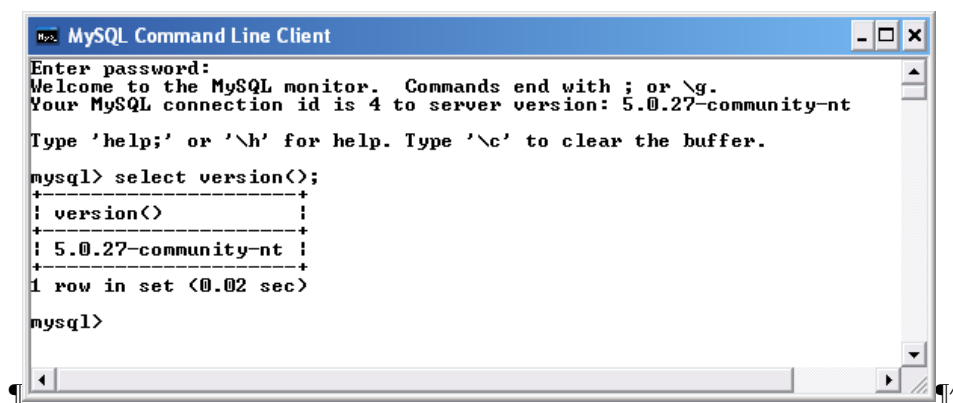 MySQL Command Line Client
Enter password:
Welcome to the MySQL monitor.  Commands end with ; or \g.
Your MySQL connection id is 4 to server version: 5.0.27-community-nt
Type 'help;' or '\h' for help. Type '\c' to clear the buffer.
mysql> select version();
+---------------------+
| version()           |
+---------------------+
| 5.0.27-community-nt |
+---------------------+
1 row in set (0.02 sec)
mysql>
¶ ¶